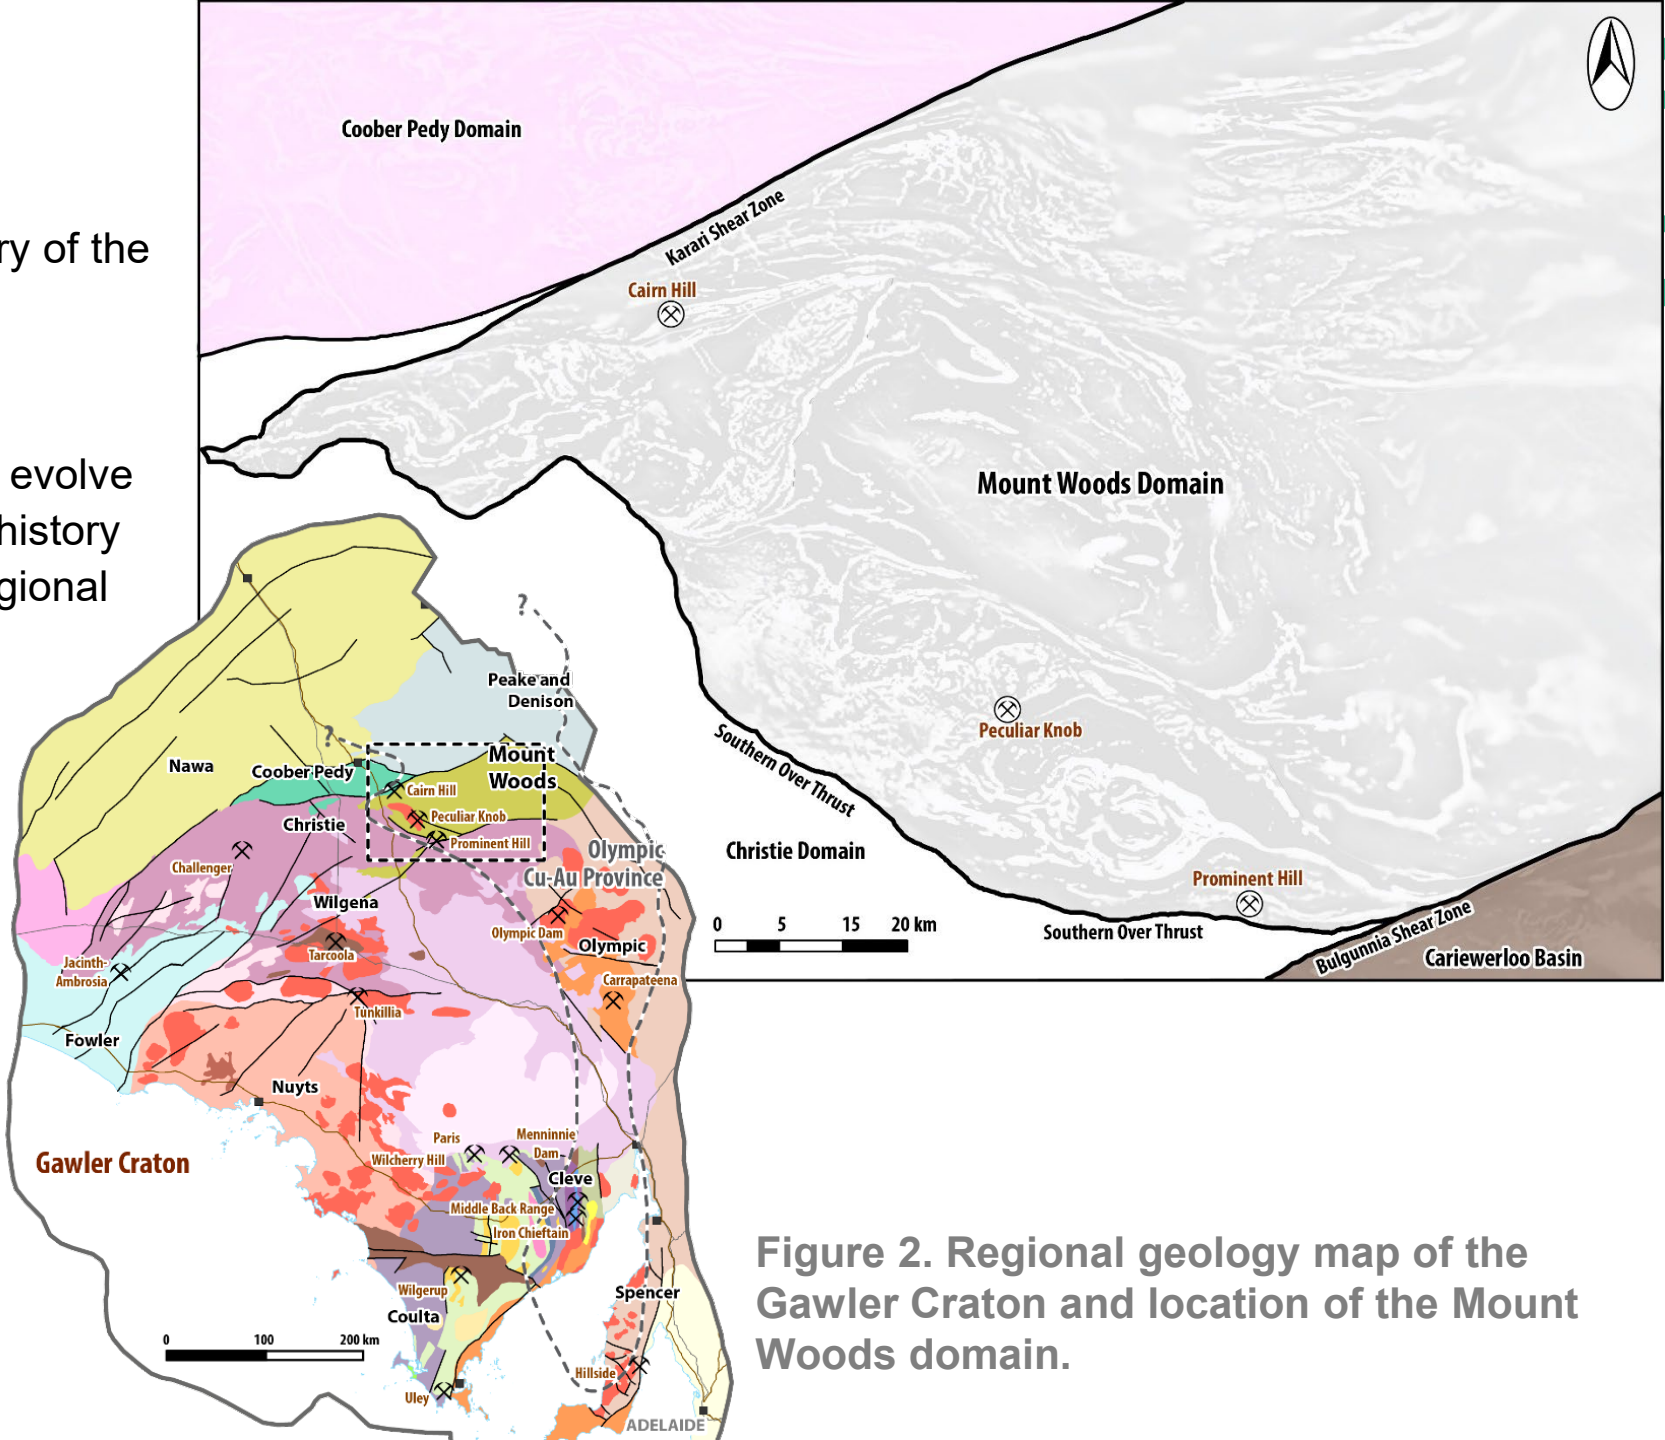 ry of the
evolve
history
gional
Coober Pedy Domain
Karari Shear Zone
Cairn Hill
Mount Woods Domain
Peculiar Knob
Southern Over Thrust
Christie Domain
Prominent Hill
Southern Over Thrust
Bulgunnia Shear Zone
Cariewerloo Basin
0 5 15 20 km
?
Peake and
Denison
?
Nawa
Coober Pedy
Mount
Woods
Cairn Hill
Peculiar Knob
Prominent Hill
Christie
Challenger
Olympic
Cu-Au Province
Wilgena
Olympic Dam
Olympic
Tarcoola
Jacinth-
Ambrosia
Carrapateena
Tunkillia
Fowler
Nuyts
Gawler Craton
Paris
Menninnie
Dam
Wilcherry Hill
Cleve
Middle Back Range
Iron Chieftain
Wilgerup
Coulta
Spencer
0 100 200 km
Hillside
Uley
ADELAIDE
Figure 2. Regional geology map of the
Gawler Craton and location of the Mount
Woods domain.